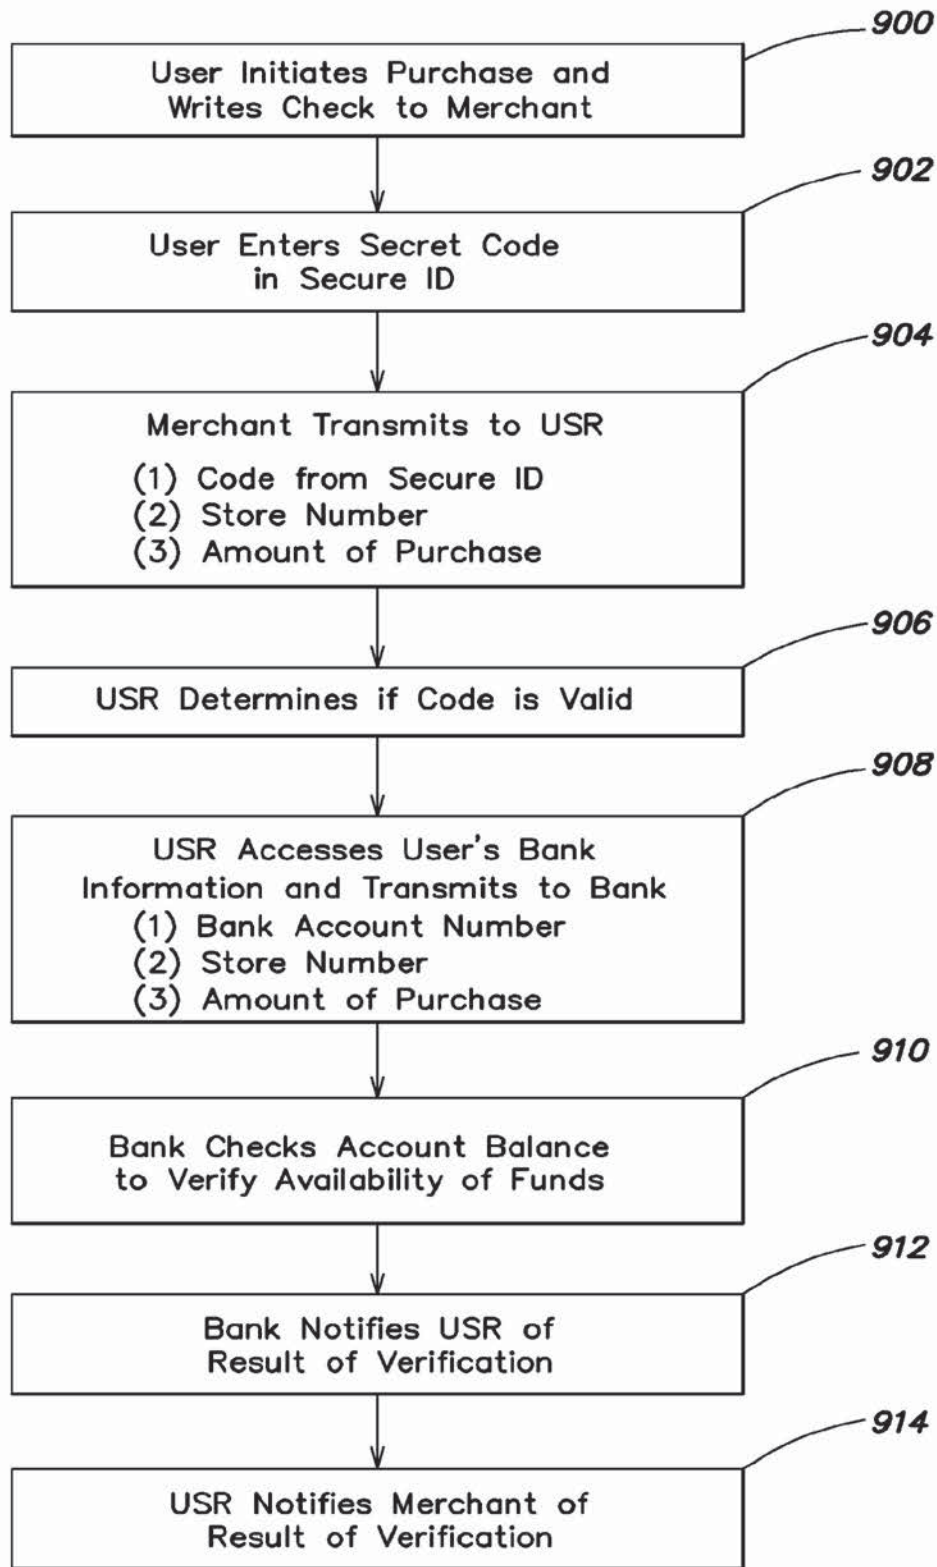 900
User Initiates Purchase and
Writes Check to Merchant
902
User Enters Secret Code
in Secure ID
904
Merchant Transmits to USR
(1) Code from Secure ID
(2) Store Number
(3) Amount of Purchase
906
USR Determines if Code is Valid
908
USR Accesses User's Bank
Information and Transmits to Bank
(1) Bank Account Number
(2) Store Number
(3) Amount of Purchase
910
Bank Checks Account Balance
to Verify Availability of Funds
912
Bank Notifies USR of
Result of Verification
914
USR Notifies Merchant of
Result of Verification